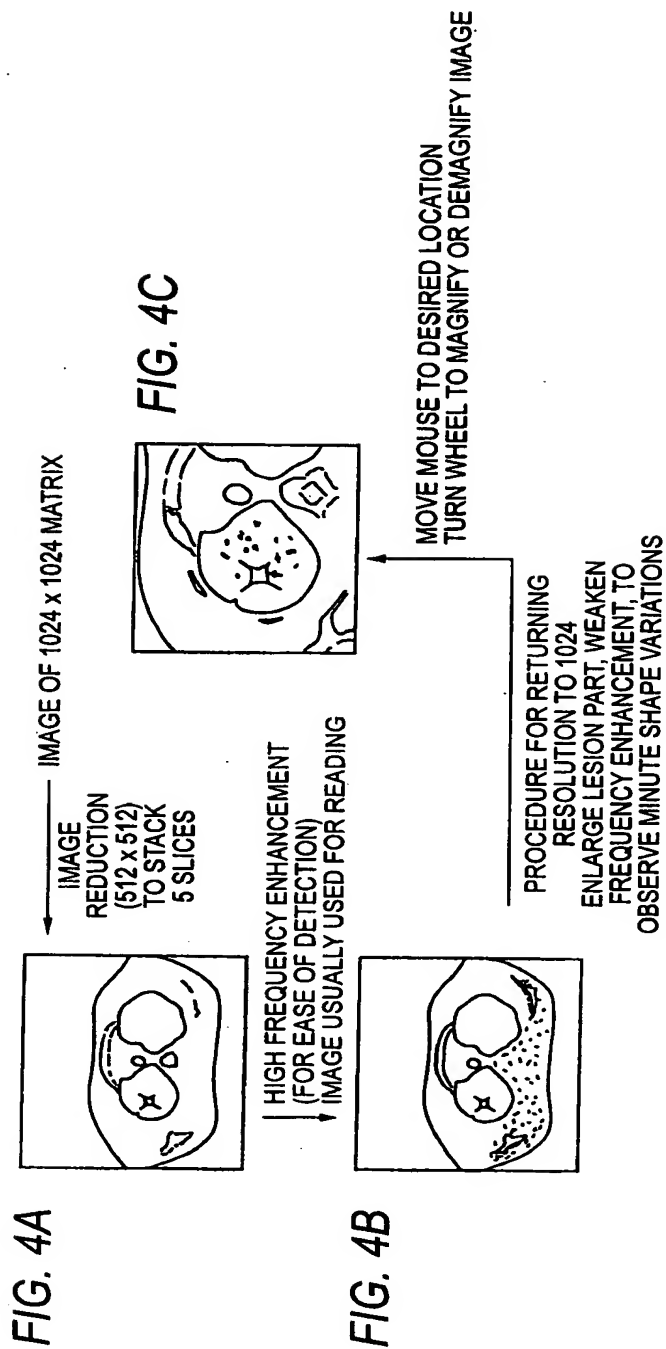 FIG. 4A
IMAGE
REDUCTION
(512 x 512)
TO STACK
5 SLICES
IMAGE OF 1024 x 1024 MATRIX
HIGH FREQUENCY ENHANCEMENT
(FOR EASE OF DETECTION)
IMAGE USUALLY USED FOR READING
FIG. 4B
FIG. 4C
PROCEDURE FOR RETURNING
RESOLUTION TO 1024
ENLARGE LESION PART, WEAKEN
FREQUENCY ENHANCEMENT, TO
OBSERVE MINUTE SHAPE VARIATIONS
MOVE MOUSE TO DESIRED LOCATION
TURN WHEEL TO MAGNIFY OR DEMAGNIFY IMAGE